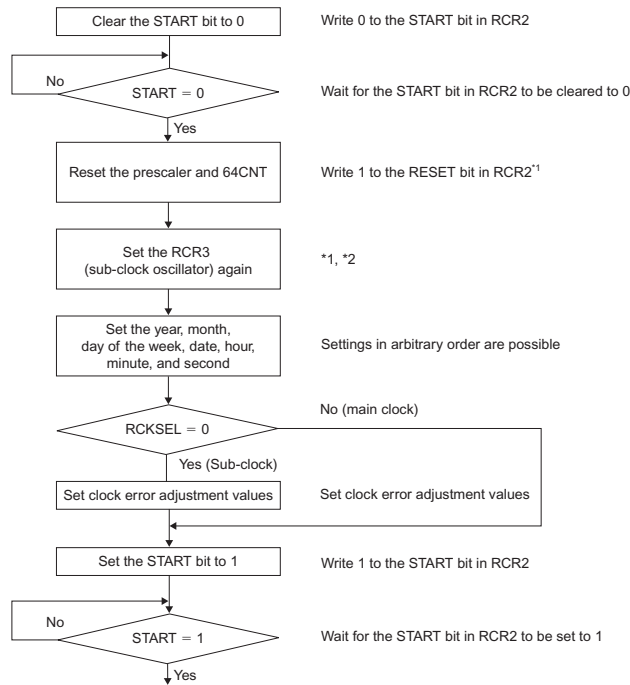 Clear the START bit to 0
Write 0 to the START bit in RCR2
No
START = 0
Wait for the START bit in RCR2 to be cleared to 0
Yes
Reset the prescaler and 64CNT
Write 1 to the RESET bit in RCR2*1
Set the RCR3
(sub-clock oscillator) again
*1, *2
Set the year, month,
day of the week, date, hour,
minute, and second
Settings in arbitrary order are possible
No (main clock)
RCKSEL = 0
Yes (Sub-clock)
Set clock error adjustment values
Set clock error adjustment values
Set the START bit to 1
Write 1 to the START bit in RCR2
No
START = 1
Wait for the START bit in RCR2 to be set to 1
Yes